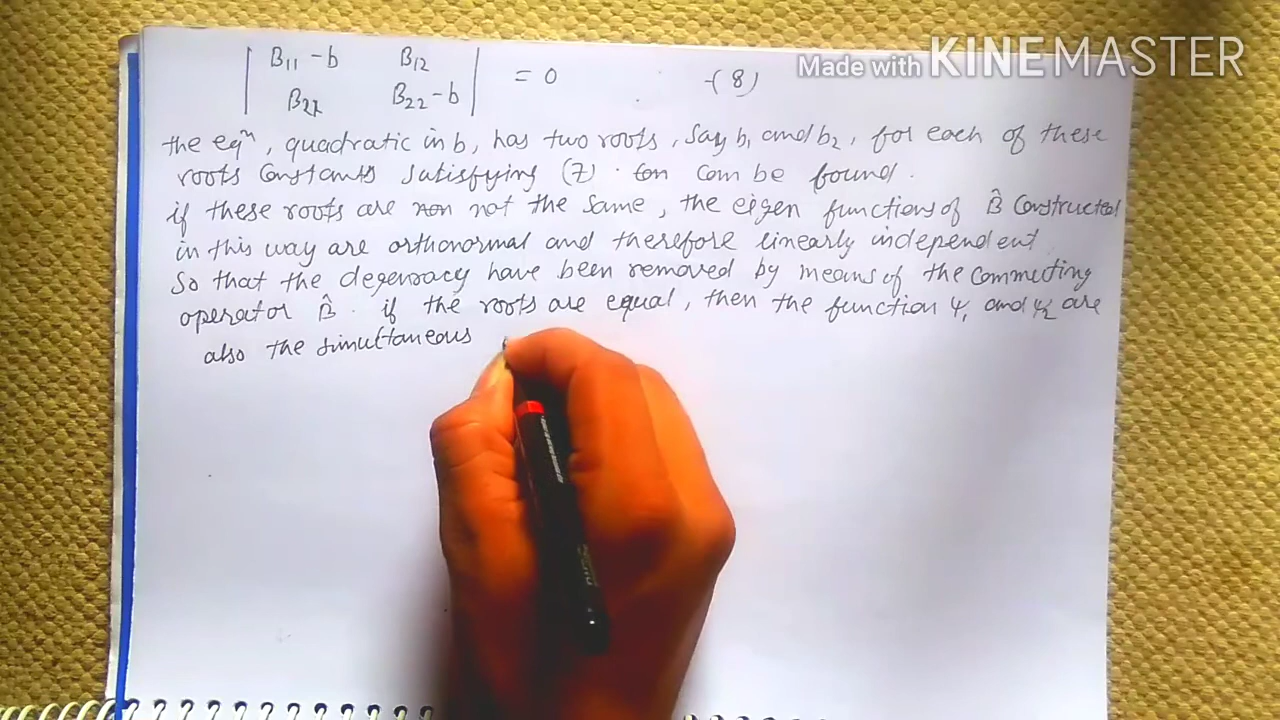 Made with KINEMASTER
| B11 - b B12 |
| B21 B22 - b | = 0 -(8)
the eqⁿ, quadratic in b, has two roots, say b1 and b2, for each of these
roots Constants satisfying (7). can be found.
if these roots are not the same, the eigen functions of B̂ Constructed
in this way are orthonormal and therefore linearly independent
So that the degenracy have been removed by means of the Commuting
operator B̂. if the roots are equal, then the function Ψ1 and Ψ2 are
also the simultaneous